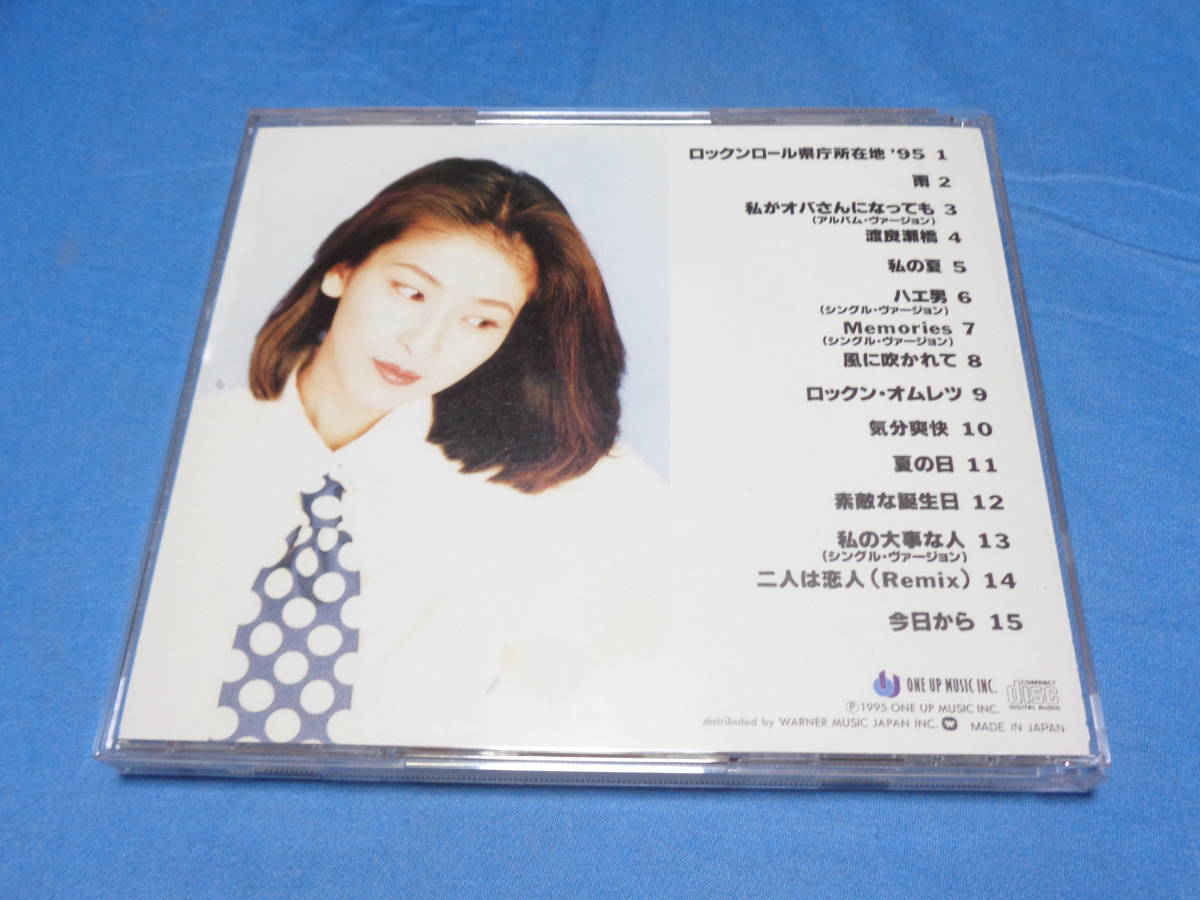 ロックンロール県庁所在地 '95 1
雨 2
私がオバさんになっても 3
(アルバム・ヴァージョン)
渡良瀬橋 4
私の夏 5
ハエ男 6
(シングル・ヴァージョン)
Memories 7
(シングル・ヴァージョン)
風に吹かれて 8
ロックン・オムレツ 9
気分爽快 10
夏の日 11
素敵な誕生日 12
私の大事な人 13
(シングル・ヴァージョン)
二人は恋人(Remix) 14
今日から 15
ONE UP MUSIC INC.
COMPACT
disc
DIGITAL AUDIO
Ⓟ1995 ONE UP MUSIC INC.
distributed by WARNER MUSIC JAPAN INC. MADE IN JAPAN